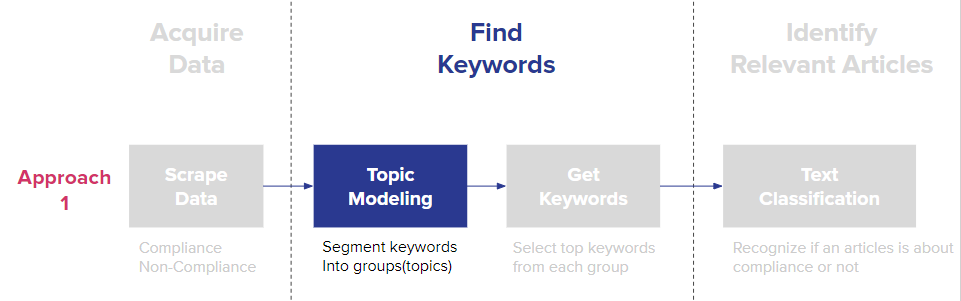 Acquire
Data
Find
Keywords
Identify
Relevant Articles
Approach
1
Scrape
Data
Topic
Modeling
Get
Keywords
Text
Classification
Compliance
Non-Compliance
Segment keywords
Into groups(topics)
Select top keywords
from each group
Recognize if an articles is about
compliance or not